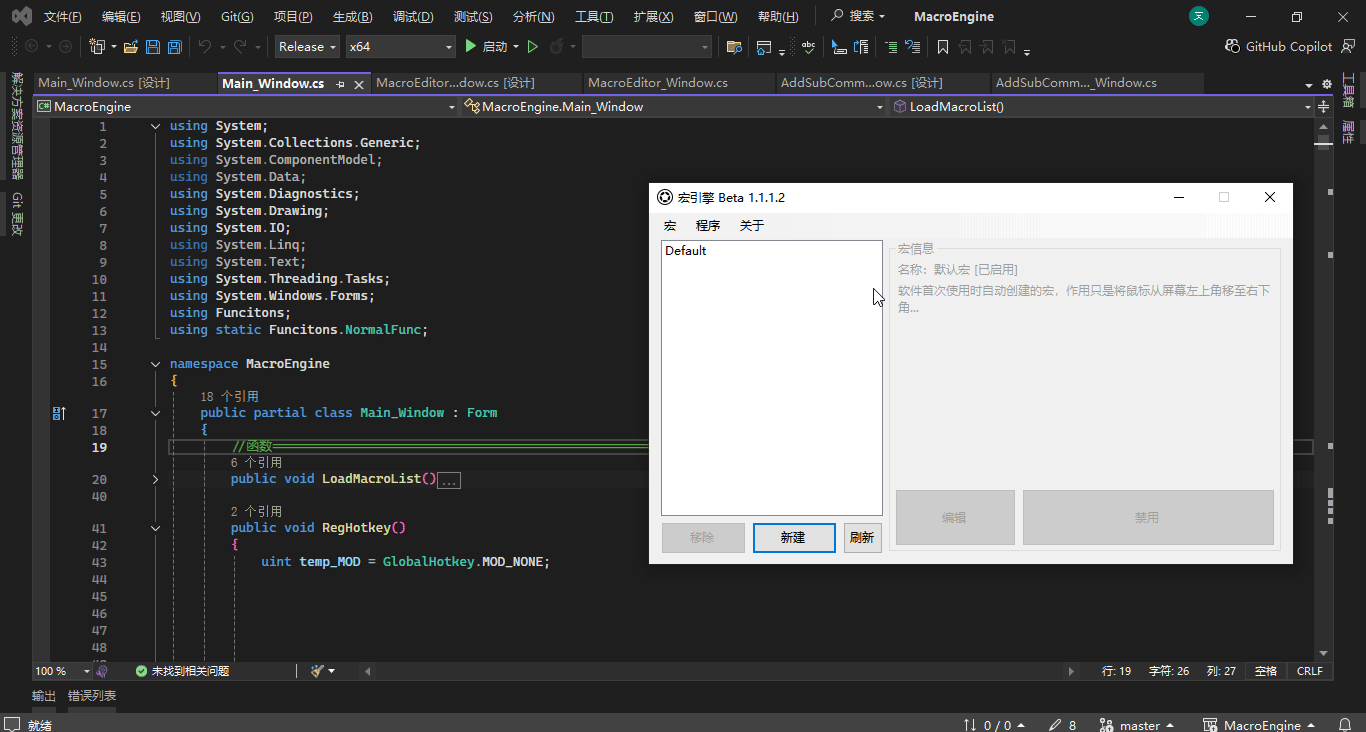 文件(F) 编辑(E) 视图(V) Git(G) 项目(P) 生成(B) 调试(D) 测试(S) 分析(N) 工具(T) 扩展(X) 窗口(W) 帮助(H) 搜索 MacroEngine
Release x64 启动 GitHub Copilot
Main_Window.cs [设计] Main_Window.cs MacroEditor...dow.cs [设计] MacroEditor_Window.cs AddSubComm...ow.cs [设计] AddSubComm..._Window.cs
MacroEngine MacroEngine.Main_Window LoadMacroList()
解决方案资源管理器
Git 更改
工具箱
属性
1 using System;
2 using System.Collections.Generic;
3 using System.ComponentModel;
4 using System.Data;
5 using System.Diagnostics;
6 using System.Drawing;
7 using System.IO;
8 using System.Linq;
9 using System.Text;
10 using System.Threading.Tasks;
11 using System.Windows.Forms;
12 using Funcitons;
13 using static Funcitons.NormalFunc;
14
15 namespace MacroEngine
16 {
18 个引用
17 public partial class Main_Window : Form
18 {
19 //函数
6 个引用
20 public void LoadMacroList()...
40
2 个引用
41 public void RegHotkey()
42 {
43 uint temp_MOD = GlobalHotkey.MOD_NONE;
44
45
46
47
48
宏引擎 Beta 1.1.1.2
宏 程序 关于
Default
宏信息
名称: 默认宏 [已启用]
软件首次使用时自动创建的宏，作用只是将鼠标从屏幕左上角移至右下
角...
编辑 禁用
移除 新建 刷新
100 % 未找到相关问题 行: 19 字符: 26 列: 27 空格 CRLF
输出 错误列表
就绪 0 / 0 8 master MacroEngine